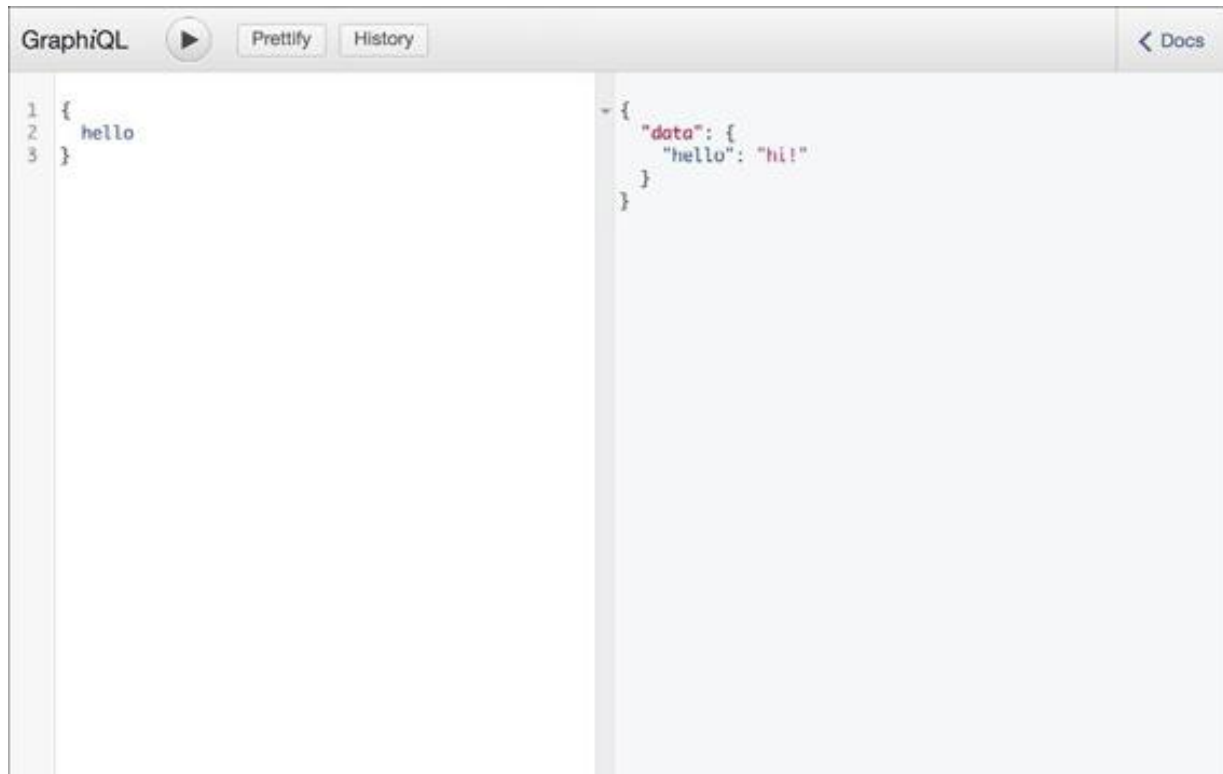 GraphiQL Prettify History Docs
1 {
2   hello
3 }
{
  "data": {
    "hello": "hi!"
  }
}